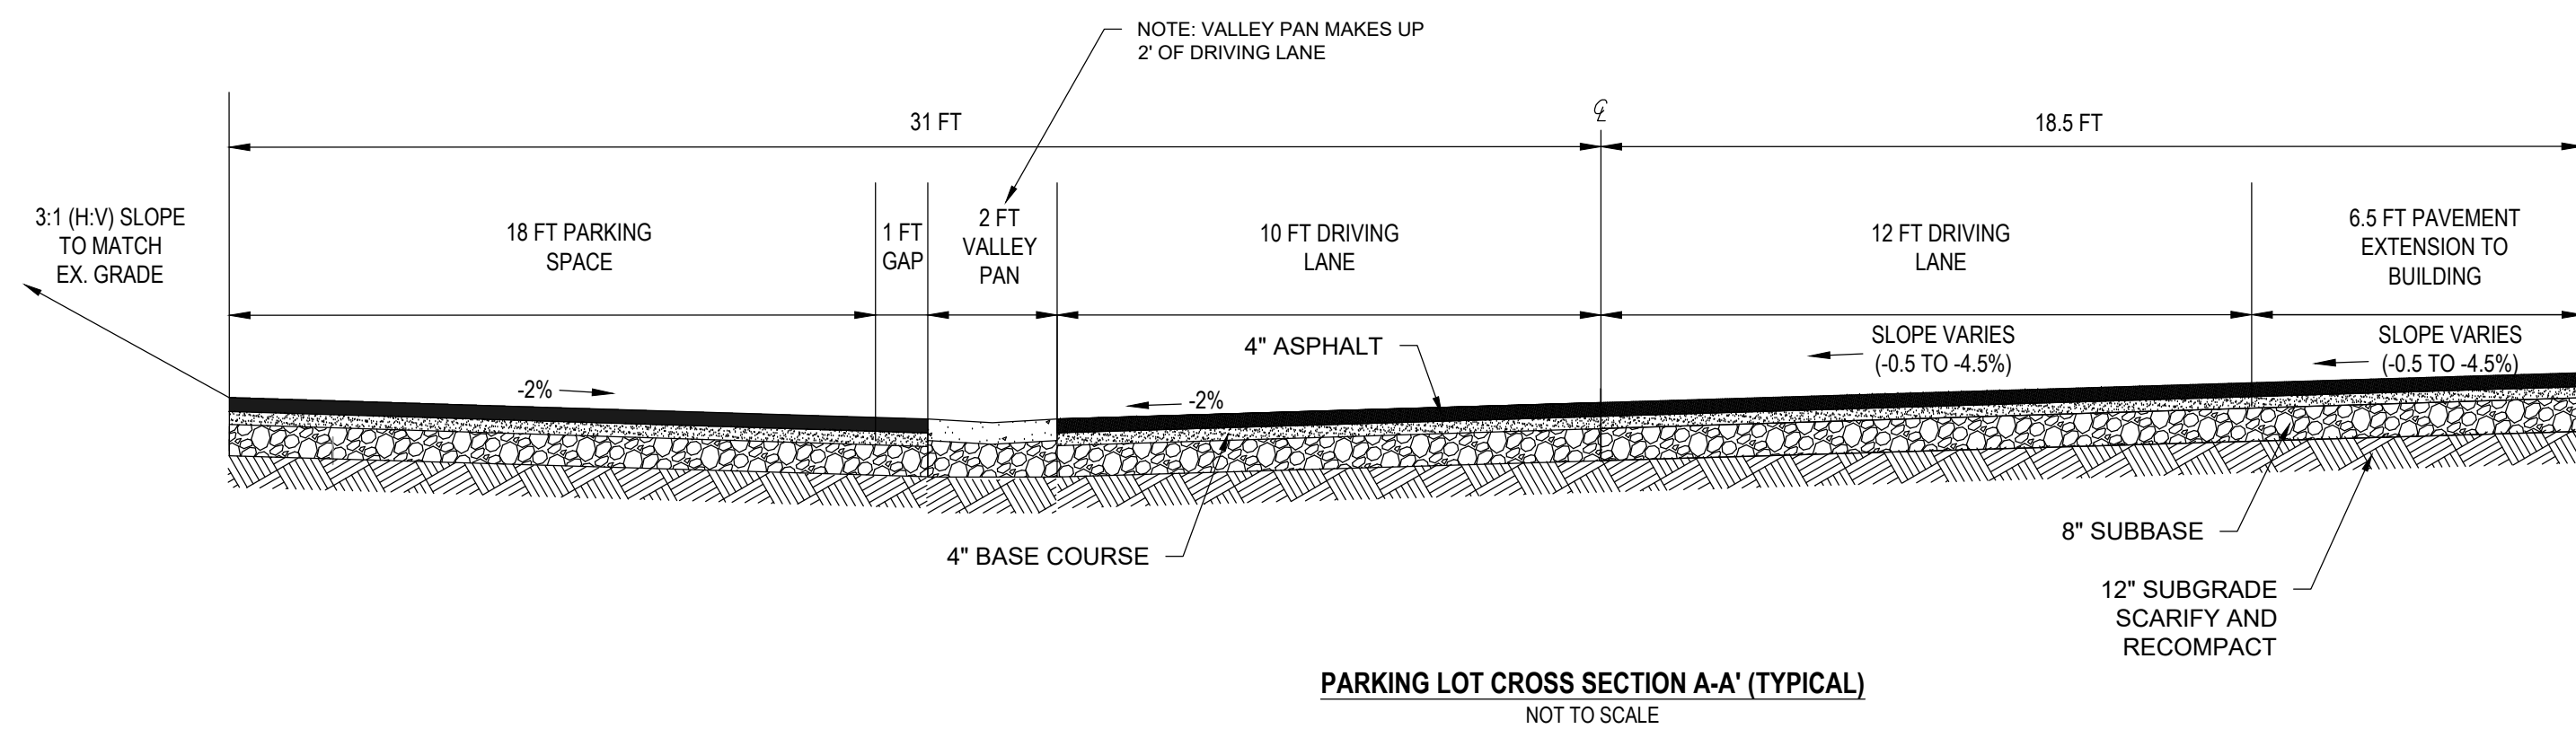 NOTE: VALLEY PAN MAKES UP
2' OF DRIVING LANE
31 FT
℄
18.5 FT
3:1 (H:V) SLOPE
TO MATCH
EX. GRADE
18 FT PARKING
SPACE
1 FT
GAP
2 FT
VALLEY
PAN
10 FT DRIVING
LANE
12 FT DRIVING
LANE
6.5 FT PAVEMENT
EXTENSION TO
BUILDING
4" ASPHALT
SLOPE VARIES
(-0.5 TO -4.5%)
SLOPE VARIES
(-0.5 TO -4.5%)
-2%
-2%
4" BASE COURSE
8" SUBBASE
12" SUBGRADE
SCARIFY AND
RECOMPACT
PARKING LOT CROSS SECTION A-A' (TYPICAL)
NOT TO SCALE